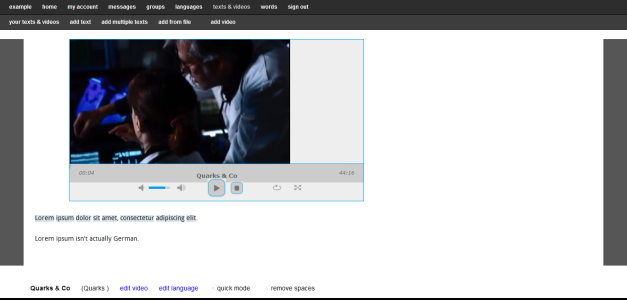 example home my account messages groups languages texts & videos words sign out
your texts & videos add text add multiple texts add from file add video
00:04 Quarks & Co 44:16
Lorem ipsum dolor sit amet, consectetur adipiscing elit.
Lorem ipsum isn't actually German.
Quarks & Co (Quarks ) edit video edit language quick mode remove spaces